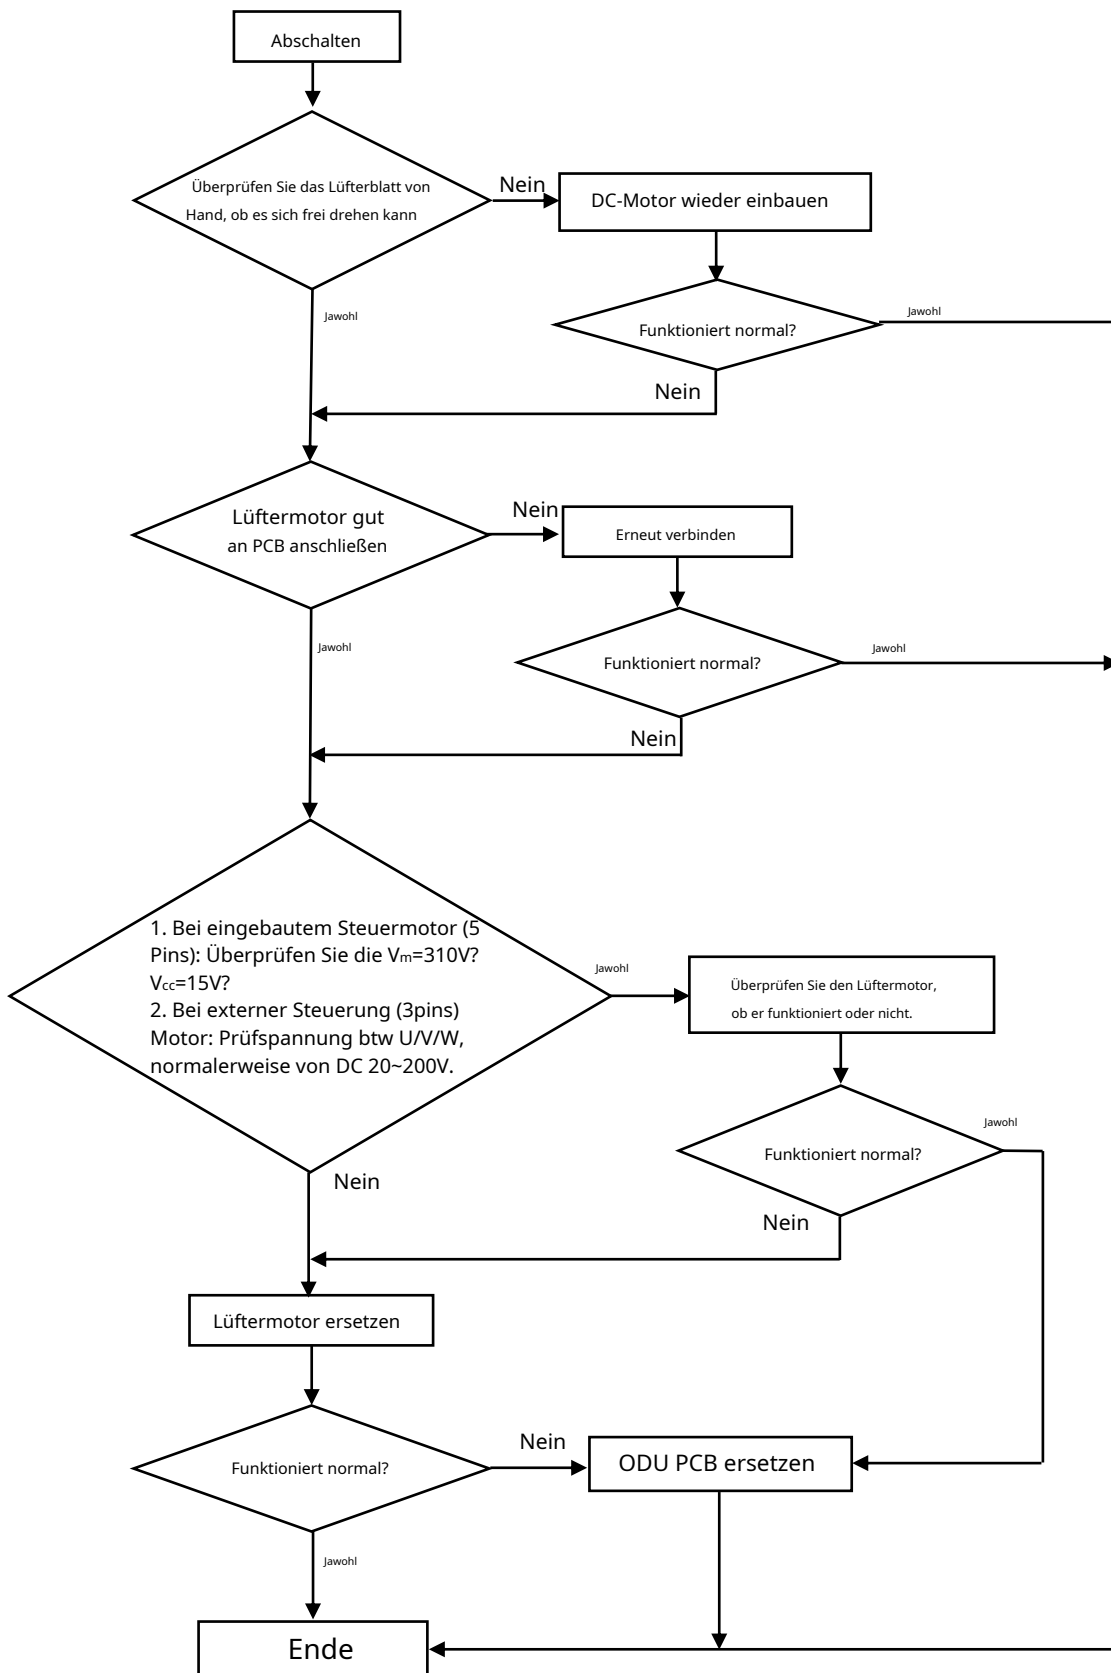 Abschalten
Überprüfen Sie das Lüfterblatt von
Hand, ob es sich frei drehen kann
Nein
DC-Motor wieder einbauen
Jawohl
Funktioniert normal?
Jawohl
Nein
Lüftermotor gut
an PCB anschließen
Nein
Erneut verbinden
Jawohl
Funktioniert normal?
Jawohl
Nein
1. Bei eingebautem Steuermotor (5
Pins): Überprüfen Sie die Vm=310V?
Vcc=15V?
2. Bei externer Steuerung (3pins)
Motor: Prüfspannung btw U/V/W,
normalerweise von DC 20~200V.
Jawohl
Überprüfen Sie den Lüftermotor,
ob er funktioniert oder nicht.
Funktioniert normal?
Jawohl
Nein
Nein
Lüftermotor ersetzen
Funktioniert normal?
Nein
ODU PCB ersetzen
Jawohl
Ende